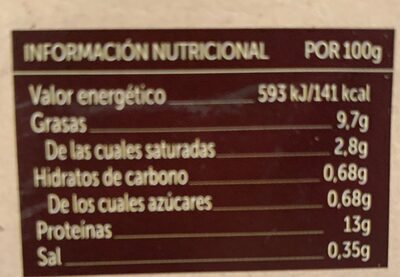 INFORMACIÓN NUTRICIONAL POR 100g
Valor energético 593 kJ/141 kcal
Grasas 9,7g
De las cuales saturadas 2,8g
Hidratos de carbono 0,68g
De los cuales azúcares 0,68g
Proteínas 13g
Sal 0,35g